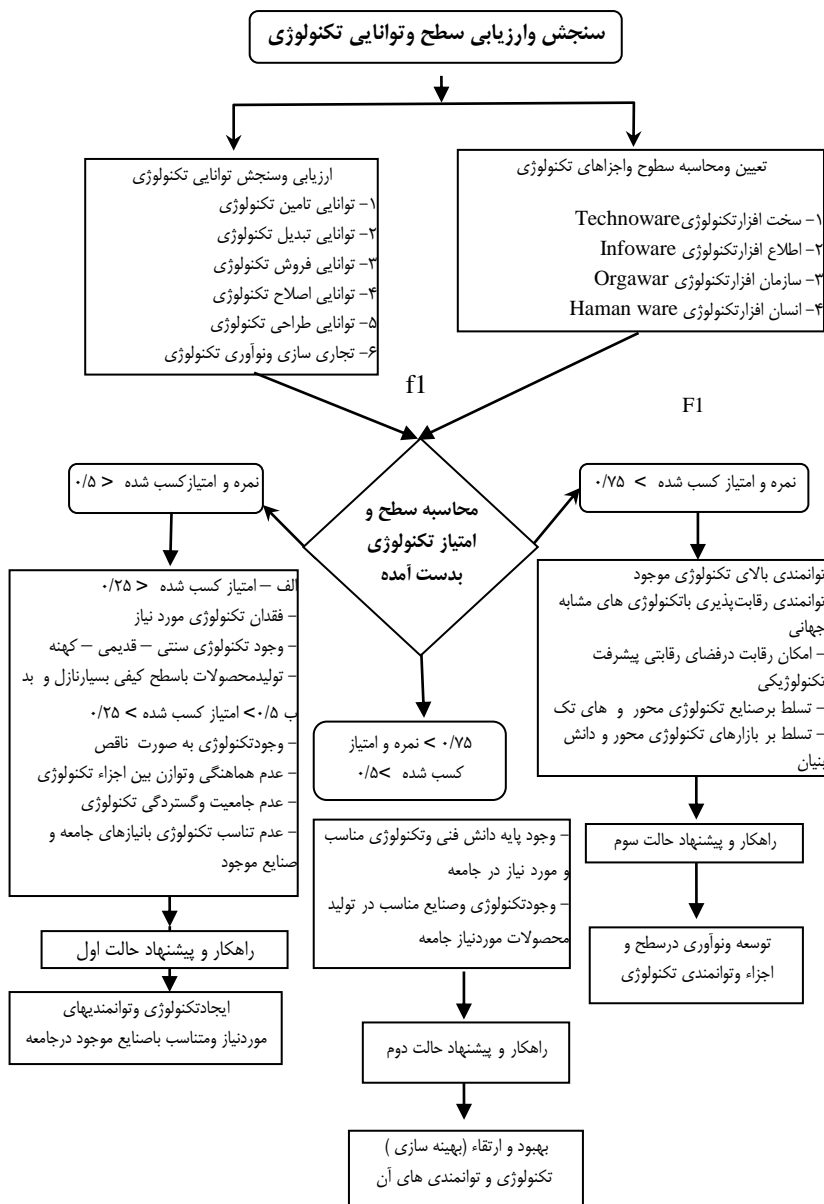 سنجش وارزیابی سطح وتوانایی تکنولوژی
تعیین ومحاسبه سطوح واجزاهای تکنولوژی
۱- سخت افزارتکنولوژیTechnoware
۲- اطلاع افزارتکنولوژی Infoware
۳- سازمان افزارتکنولوژی Orgawar
۴- انسان افزارتکنولوژی Haman ware
ارزیابی وسنجش توانایی تکنولوژی
۱- توانایی تامین تکنولوژی
۲- توانایی تبدیل تکنولوژی
۳- توانایی فروش تکنولوژی
۴- توانایی اصلاح تکنولوژی
۵- توانایی طراحی تکنولوژی
۶- تجاری سازی ونوآوری تکنولوژی
f1
F1
محاسبه سطح و
امتیاز تکنولوژی
بدست آمده
نمره و امتیاز کسب شده > ۰/۷۵
توانمندی بالای تکنولوژی موجود
توانمندی رقابت‌پذیری باتکنولوژی های مشابه
جهانی
- امکان رقابت درفضای رقابتی پیشرفت
تکنولوژیکی
- تسلط برصنایع تکنولوژی محور و های تک
- تسلط بر بازارهای تکنولوژی محور و دانش
بنیان
راهکار و پیشنهاد حالت سوم
توسعه ونوآوری درسطح و
اجزاء وتوانمندی تکنولوژی
۰/۷۵ > نمره و امتیاز
کسب شده >۰/۵
- وجود پایه دانش فنی وتکنولوژی مناسب
و مورد نیاز در جامعه
- وجودتکنولوژی وصنایع مناسب در تولید
محصولات موردنیاز جامعه
راهکار و پیشنهاد حالت دوم
بهبود و ارتقاء (بهینه سازی )
تکنولوژی و توانمندی های آن
نمره و امتیازکسب شده < ۰/۵
الف – امتیاز کسب شده < ۰/۲۵
- فقدان تکنولوژی مورد نیاز
- وجود تکنولوژی سنتی – قدیمی – کهنه
- تولیدمحصولات باسطح کیفی بسیارنازل و بد
ب ۰/۵> امتیاز کسب شده > ۰/۲۵
- وجودتکنولوژی به صورت ناقص
- عدم هماهنگی وتوازن بین اجزاء تکنولوژی
- عدم جامعیت وگستردگی تکنولوژی
- عدم تناسب تکنولوژی بانیازهای جامعه و
صنایع موجود
راهکار و پیشنهاد حالت اول
ایجادتکنولوژی وتوانمندیهای
موردنیاز ومتناسب باصنایع موجود درجامعه